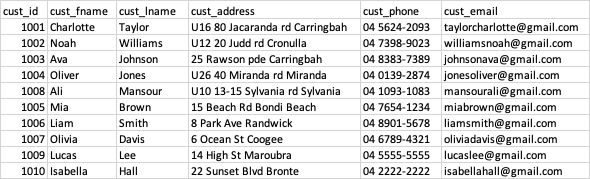 cust_id cust_fname cust_lname cust_address cust_phone cust_email
1001 Charlotte Taylor U16 80 Jacaranda rd Carringbah 04 5624-2093 taylorcharlotte@gmail.com
1002 Noah Williams U12 20 Judd rd Cronulla 04 7398-9023 williamsnoah@gmail.com
1003 Ava Johnson 25 Rawson pde Carringbah 04 8383-7389 johnsonava@gmail.com
1004 Oliver Jones U26 40 Miranda rd Miranda 04 0139-2874 jonesoliver@gmail.com
1008 Ali Mansour U10 13-15 Sylvania rd Sylvania 04 1093-1083 mansourali@gmail.com
1005 Mia Brown 15 Beach Rd Bondi Beach 04 7654-1234 miabrown@gmail.com
1006 Liam Smith 8 Park Ave Randwick 04 8901-5678 liamsmith@gmail.com
1007 Olivia Davis 6 Ocean St Coogee 04 6789-4321 oliviadavis@gmail.com
1009 Lucas Lee 14 High St Maroubra 04 5555-5555 lucaslee@gmail.com
1010 Isabella Hall 22 Sunset Blvd Bronte 04 2222-2222 isabellahall@gmail.com